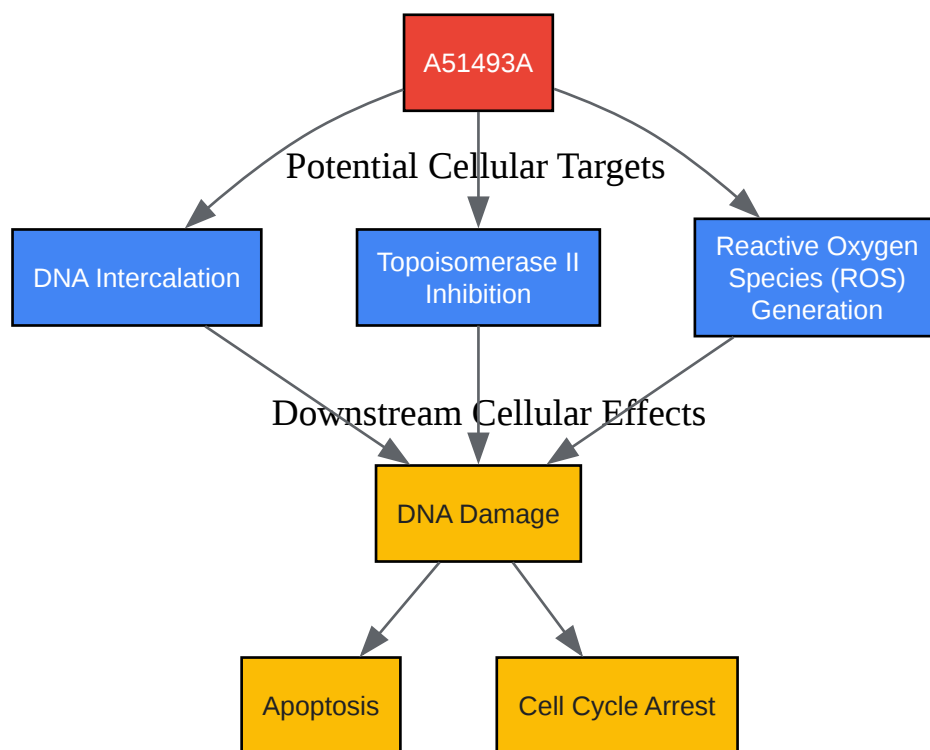 A51493A
Potential Cellular Targets
DNA Intercalation
Topoisomerase II
Inhibition
Reactive Oxygen
Species (ROS)
Generation
Downstream Cellular Effects
DNA Damage
Apoptosis
Cell Cycle Arrest